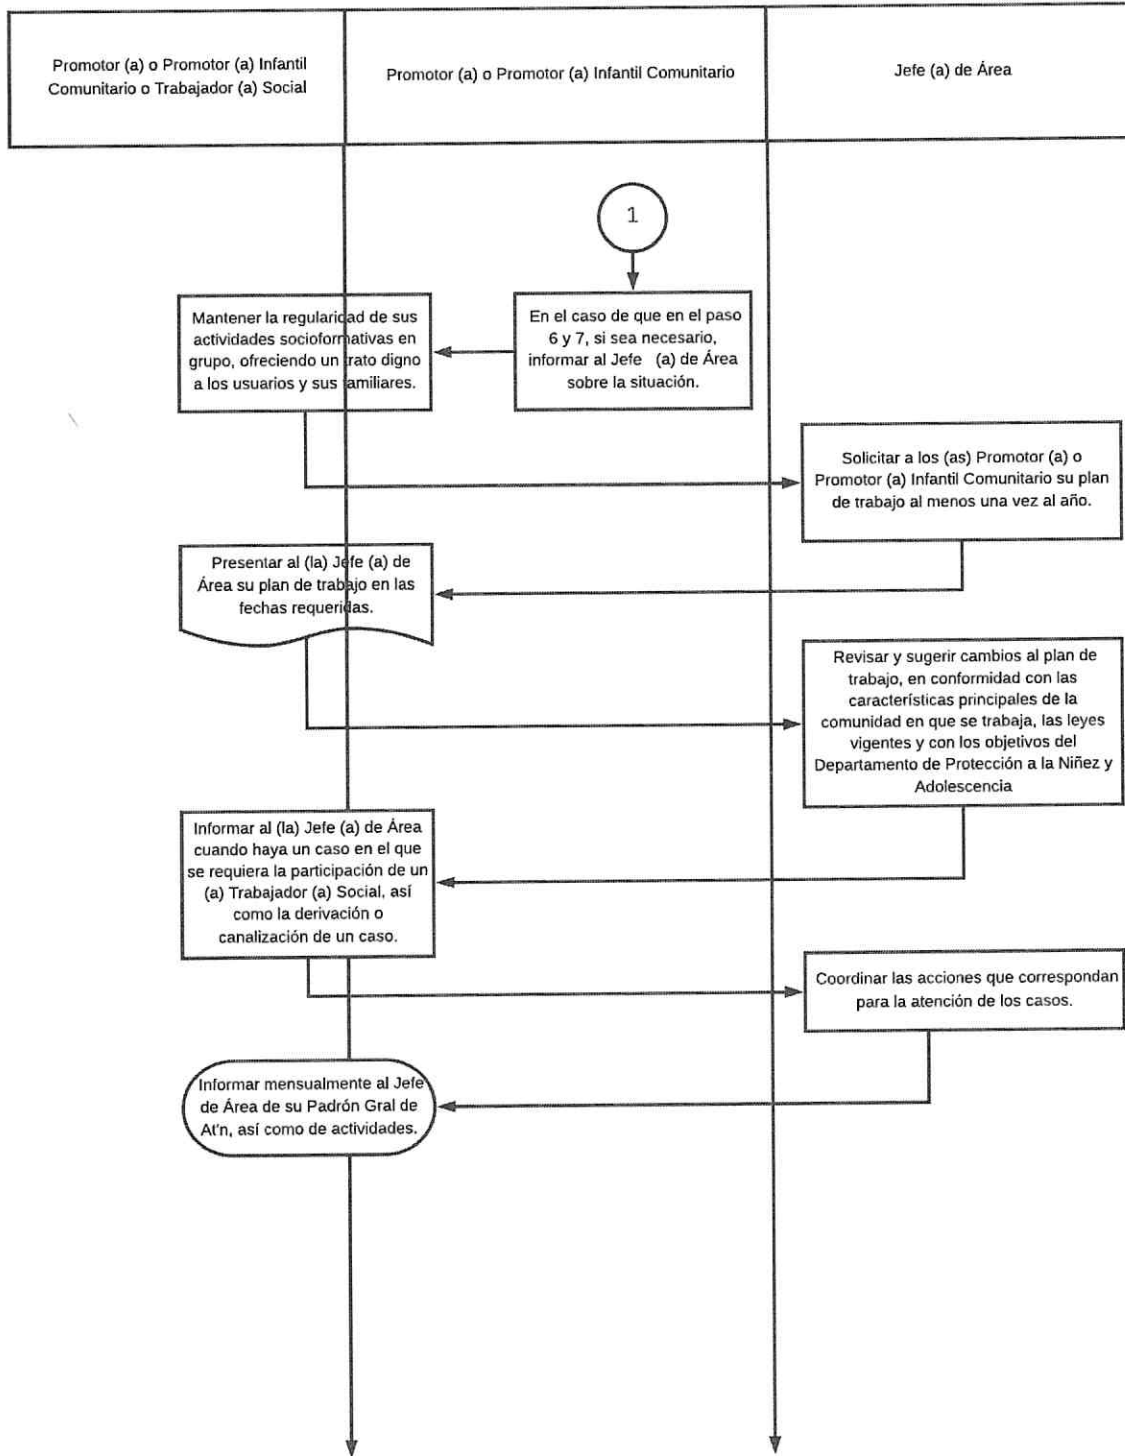 Promotor (a) o Promotor (a) Infantil
Comunitario o Trabajador (a) Social
Promotor (a) o Promotor (a) Infantil Comunitario
Jefe (a) de Área
1
En el caso de que en el paso
6 y 7, si sea necesario,
informar al Jefe (a) de Área
sobre la situación.
Mantener la regularidad de sus
actividades socioformativas en
grupo, ofreciendo un trato digno
a los usuarios y sus familiares.
Solicitar a los (as) Promotor (a) o
Promotor (a) Infantil Comunitario su plan
de trabajo al menos una vez al año.
Presentar al (la) Jefe (a) de
Área su plan de trabajo en las
fechas requeridas.
Revisar y sugerir cambios al plan de
trabajo, en conformidad con las
características principales de la
comunidad en que se trabaja, las leyes
vigentes y con los objetivos del
Departamento de Protección a la Niñez y
Adolescencia
Informar al (la) Jefe (a) de Área
cuando haya un caso en el que
se requiera la participación de un
(a) Trabajador (a) Social, así
como la derivación o
canalización de un caso.
Coordinar las acciones que correspondan
para la atención de los casos.
Informar mensualmente al Jefe
de Área de su Padrón Gral de
At'n, así como de actividades.